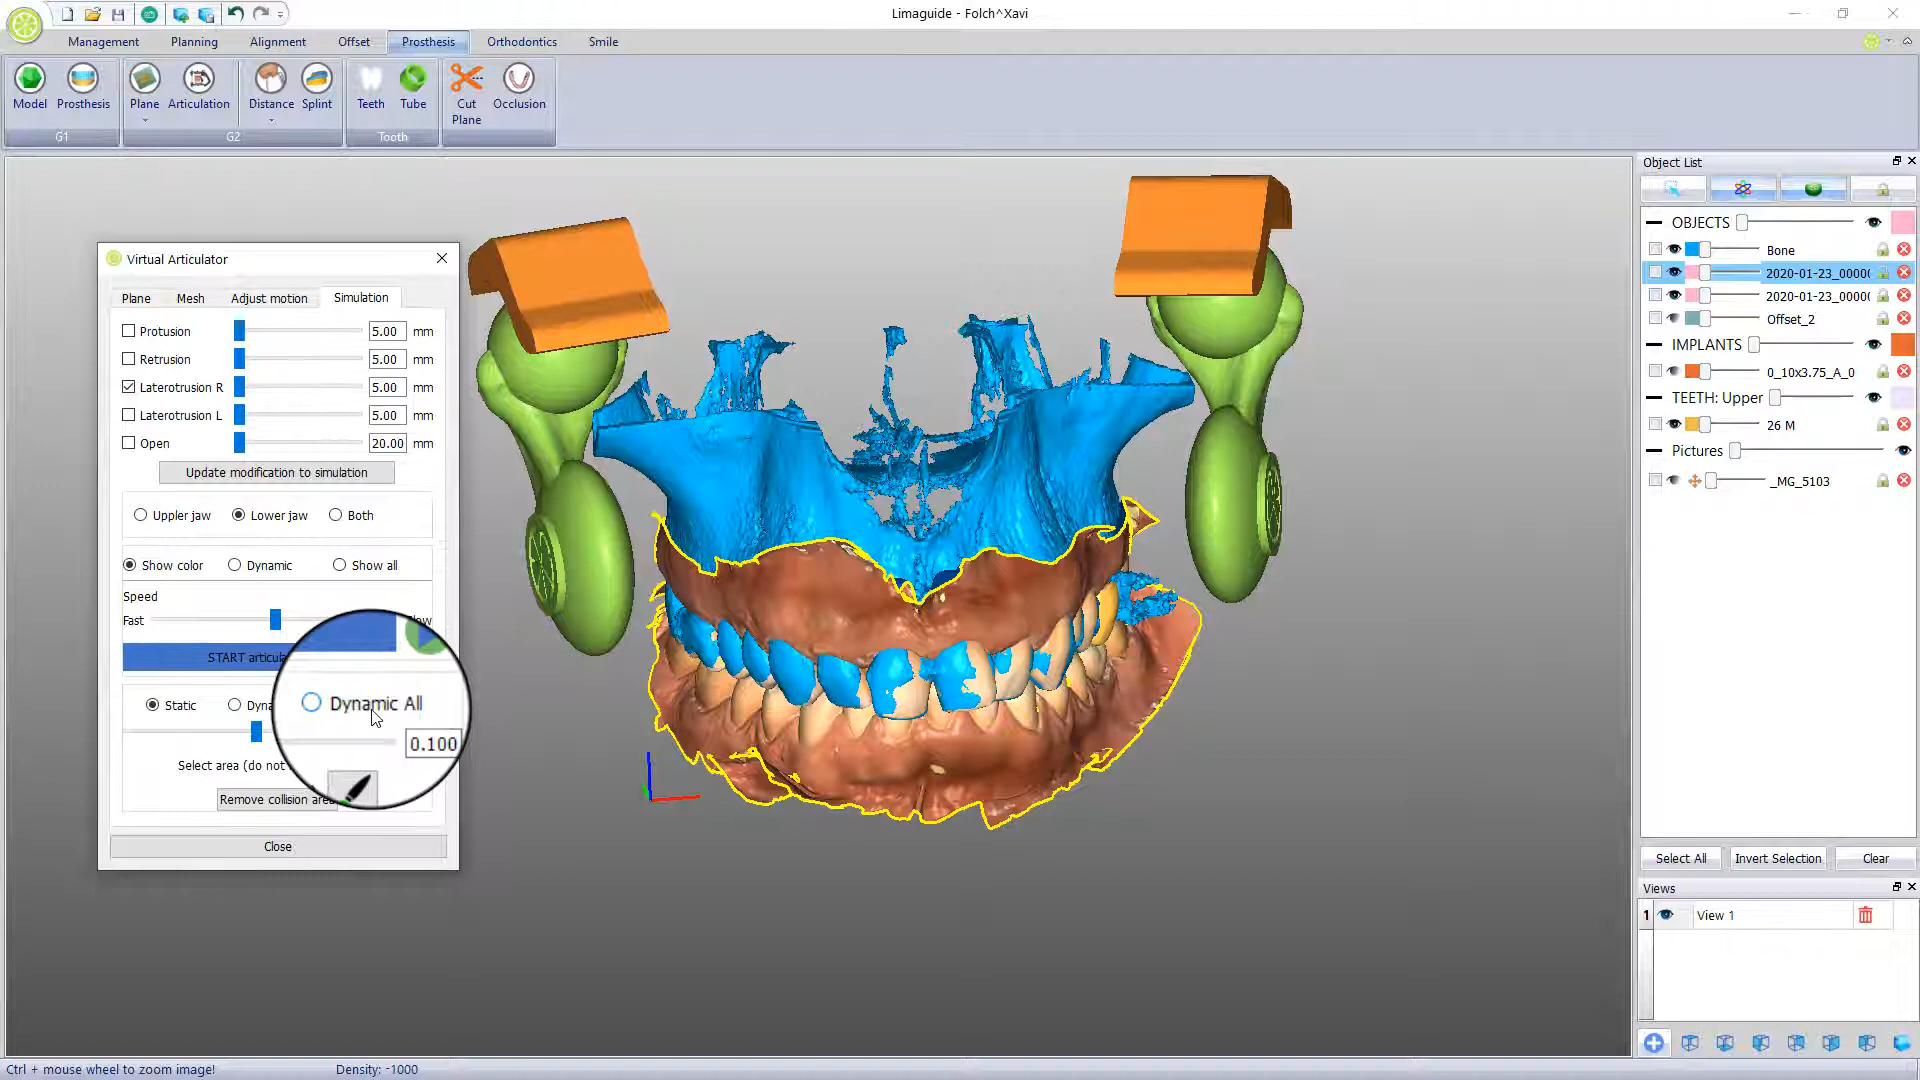 Limaguide - Folch^Xavi
Management Planning Alignment Offset Prosthesis Orthodontics Smile
Model Prosthesis Plane Articulation Distance Splint Teeth Tube Cut Plane Occlusion
G1 G2 Tooth
Virtual Articulator
Plane Mesh Adjust motion Simulation
Protusion 5.00 mm
Retrusion 5.00 mm
Laterotrusion R 5.00 mm
Laterotrusion L 5.00 mm
Open 20.00 mm
Update modification to simulation
Uppler jaw Lower jaw Both
Show color Dynamic Show all
Speed
Fast
START articula
Static Dyna Dynamic All
0.100
Select area (do not
Remove collision area
Close
Object List
OBJECTS
Bone
2020-01-23_0000(
2020-01-23_0000(
Offset_2
IMPLANTS
0_10x3.75_A_0
TEETH: Upper
26 M
Pictures
_MG_5103
Select All Invert Selection Clear
Views
1 View 1
Ctrl + mouse wheel to zoom image! Density: -1000